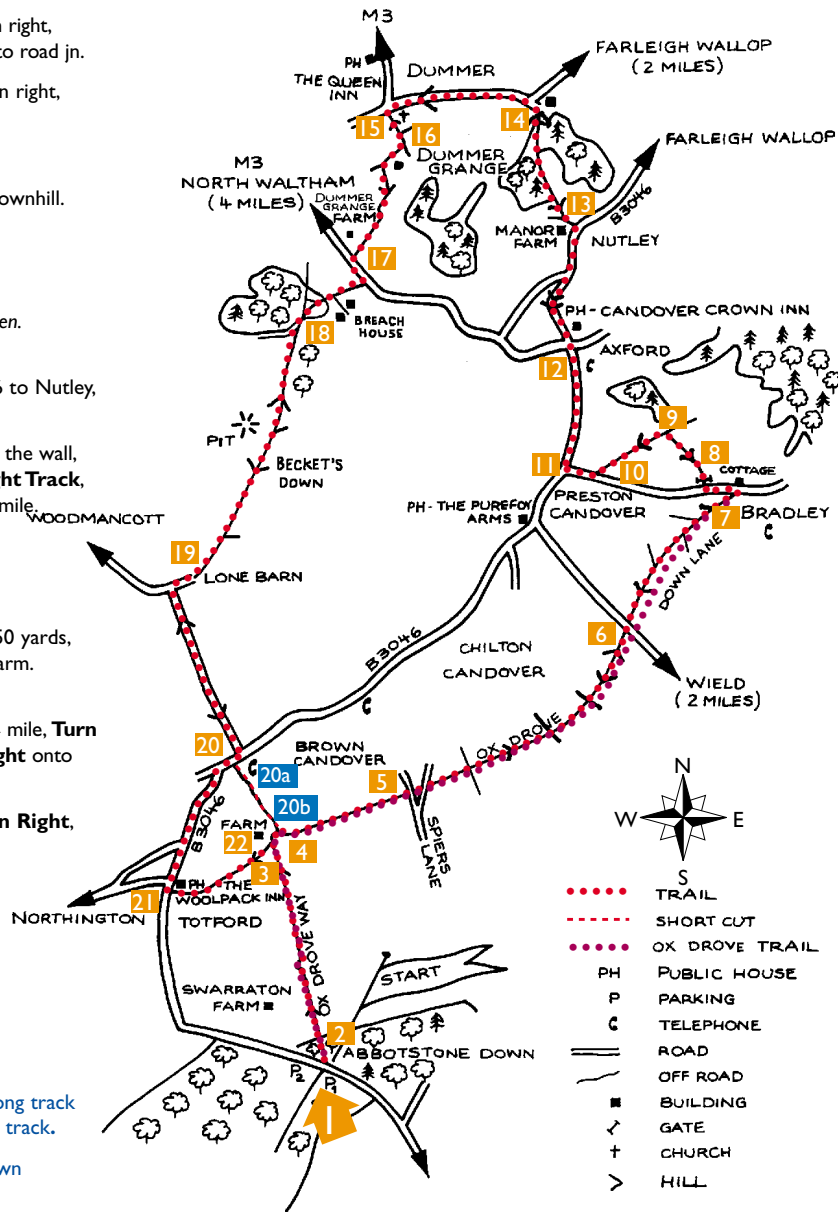 n right,
to road jn.
n right,
ownhill.
en.
6 to Nutley,
the wall,
ght Track,
mile.
50 yards,
arm.
mile, Turn
ght onto
n Right,
ong track
track.
wn
M3
PH
THE QUEEN
INN
DUMMER
FARLEIGH WALLOP
(2 MILES)
14
15
16
DUMMER
GRANGE
FARLEIGH WALLOP
M3
NORTH WALTHAM
(4 MILES)
DUMMER
GRANGE
FARM
13
B3046
MANOR
FARM
NUTLEY
17
PH-CANDOVER CROWN INN
18
BREACH
HOUSE
AXFORD
12
PIT
9
BECKET'S
DOWN
8
11
10
COTTAGE
PRESTON
CANDOVER
PH-THE PUREFOY
ARMS
7
BRADLEY
WOODMANCOTT
19
LONE BARN
DOWN LANE
6
B3046
CHILTON
CANDOVER
WIELD
(2 MILES)
OX DROVE
20
BROWN
CANDOVER
20a
5
20b
N
W
E
S
B3046
FARM
22
4
3
SPIERS
LANE
PH
THE
WOOLPACK INN
21
NORTHINGTON
TOTFORD
OX DROVE WAY
START
SWARRATON
FARM
2
ABBOTSTONE DOWN
P2
P1
1
TRAIL
SHORT CUT
OX DROVE TRAIL
PH PUBLIC HOUSE
P PARKING
TELEPHONE
ROAD
OFF ROAD
BUILDING
GATE
CHURCH
HILL